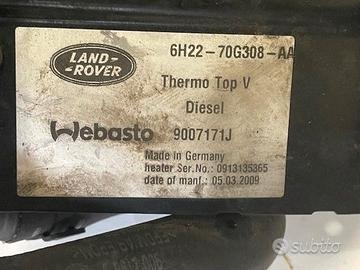 LAND-
ROVER
6H22-70G308-AA
Thermo Top V
Diesel
Webasto 9007171J
Made in Germany
heater Ser.No.: 0913135365
date of manf.: 05.03.2009
subito